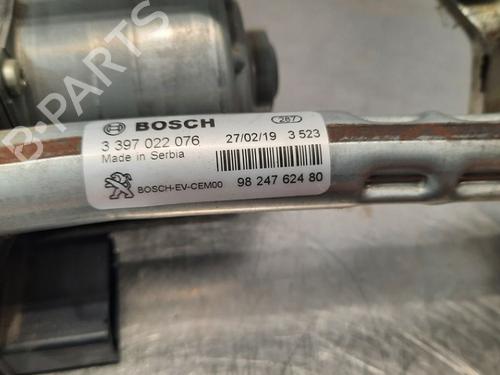 B-PARTS
BOSCH 267
3 397 022 076 27/02/19 3 523
Made in Serbia
BOSCH-EV-CEM00 98 247 624 80